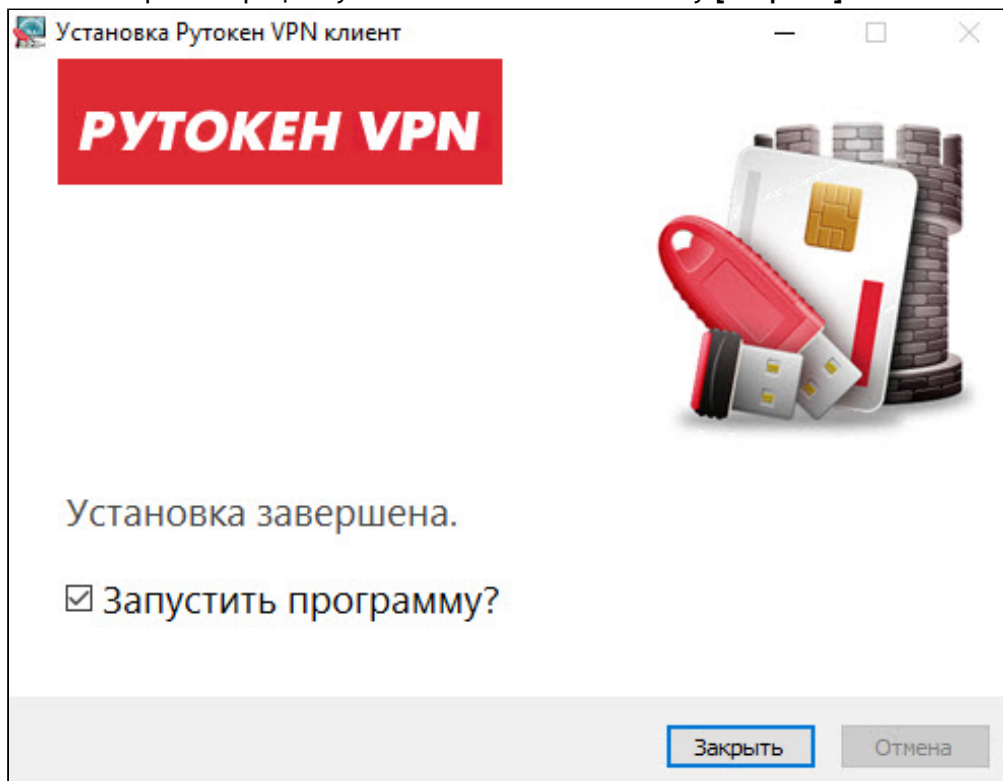 Установка Рутокен VPN клиент
РУТОКЕН VPN
Установка завершена.
Запустить программу?
Закрыть
Отмена